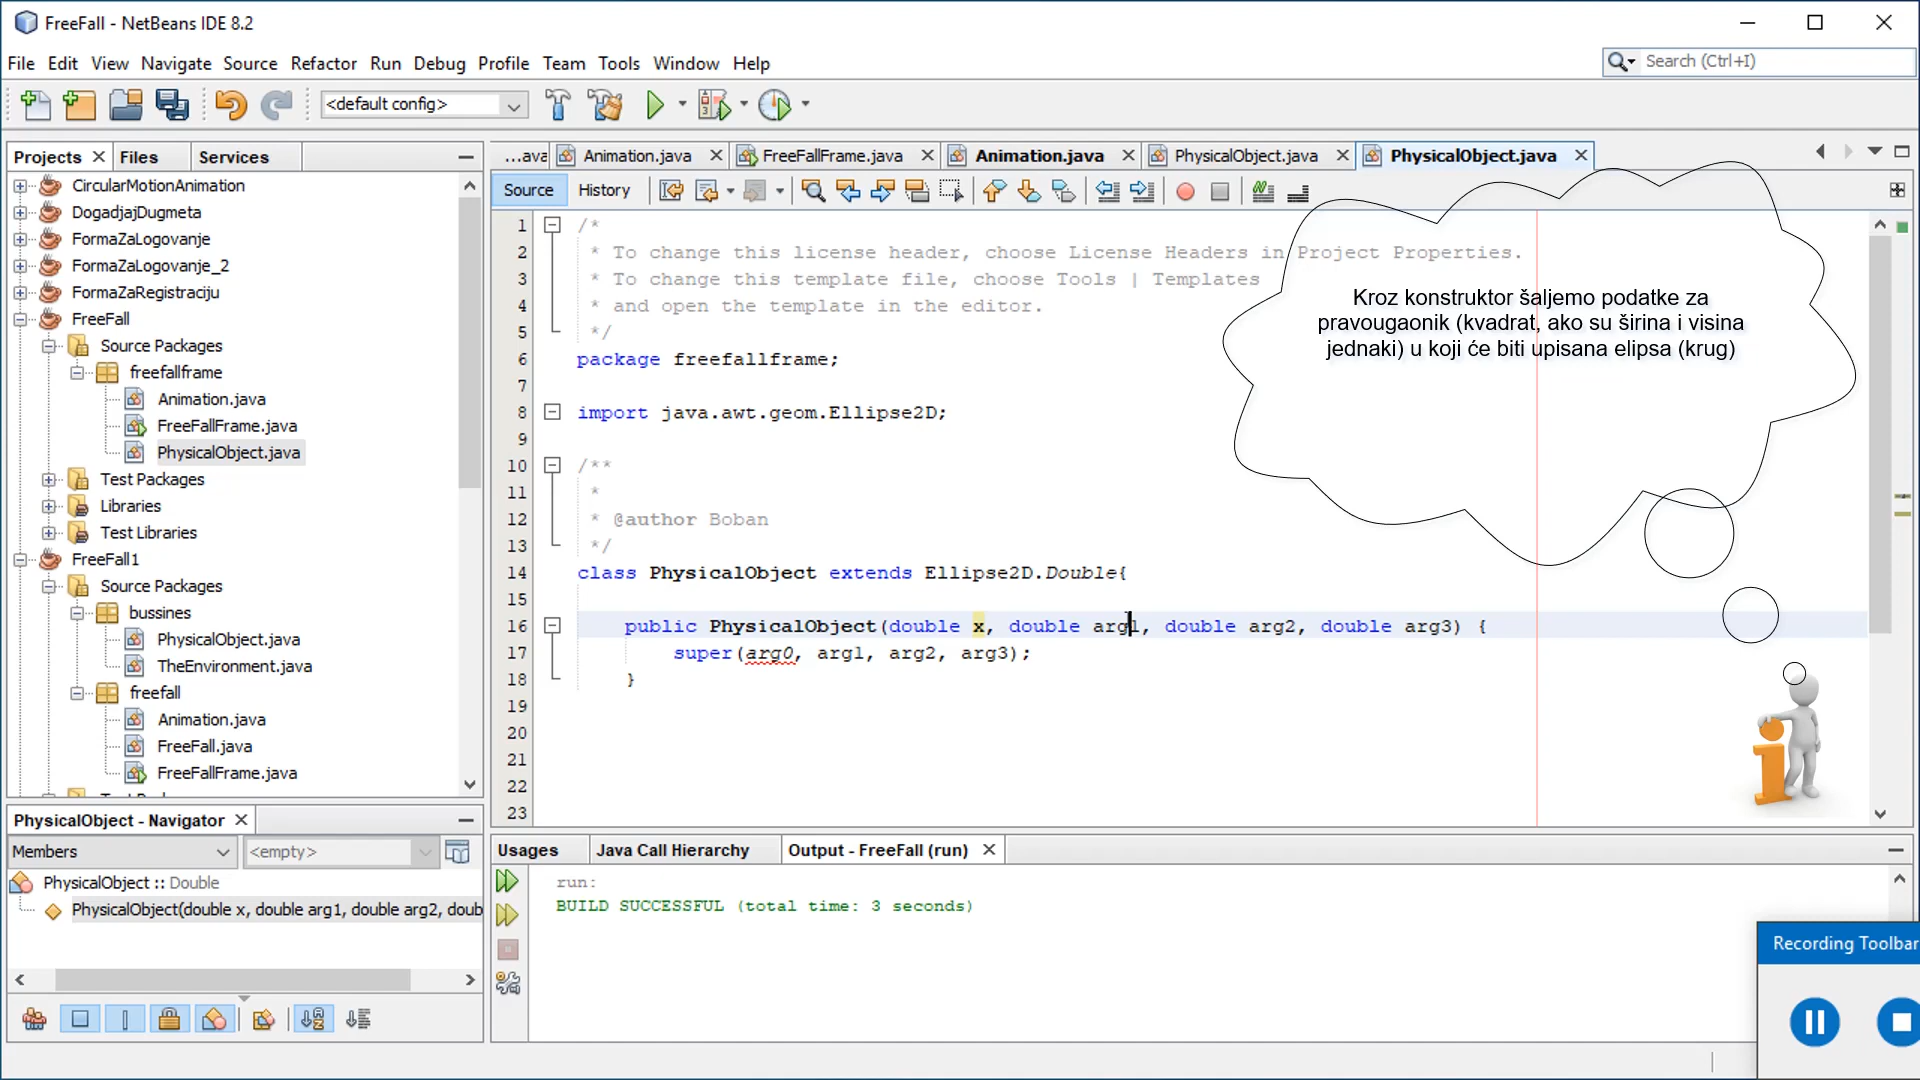 FreeFall - NetBeans IDE 8.2
File Edit View Navigate Source Refactor Run Debug Profile Team Tools Window Help
Search (Ctrl+I)
<default config>
Projects Files Services
CircularMotionAnimation
DogadjajDugmeta
FormaZaLogovanje
FormaZaLogovanje_2
FormaZaRegistraciju
FreeFall
Source Packages
freefallframe
Animation.java
FreeFallFrame.java
PhysicalObject.java
Test Packages
Libraries
Test Libraries
FreeFall1
Source Packages
bussines
PhysicalObject.java
TheEnvironment.java
freefall
Animation.java
FreeFall.java
FreeFallFrame.java
PhysicalObject - Navigator
Members
<empty>
PhysicalObject :: Double
PhysicalObject(double x, double arg1, double arg2, doub
...ava Animation.java FreeFallFrame.java Animation.java PhysicalObject.java PhysicalObject.java
Source History
1 /*
2 * To change this license header, choose License Headers in Project Properties.
3 * To change this template file, choose Tools | Templates
4 * and open the template in the editor.
5 */
6 package freefallframe;
7
8 import java.awt.geom.Ellipse2D;
9
10 /**
11 *
12 * @author Boban
13 */
14 class PhysicalObject extends Ellipse2D.Double{
15
16 public PhysicalObject(double x, double arg1, double arg2, double arg3) {
17 super(arg0, arg1, arg2, arg3);
18 }
19
20
21
22
23
Kroz konstruktor šaljemo podatke za
pravougaonik (kvadrat, ako su širina i visina
jednaki) u koji će biti upisana elipsa (krug)
Usages Java Call Hierarchy Output - FreeFall (run)
run:
BUILD SUCCESSFUL (total time: 3 seconds)
Recording Toolbar